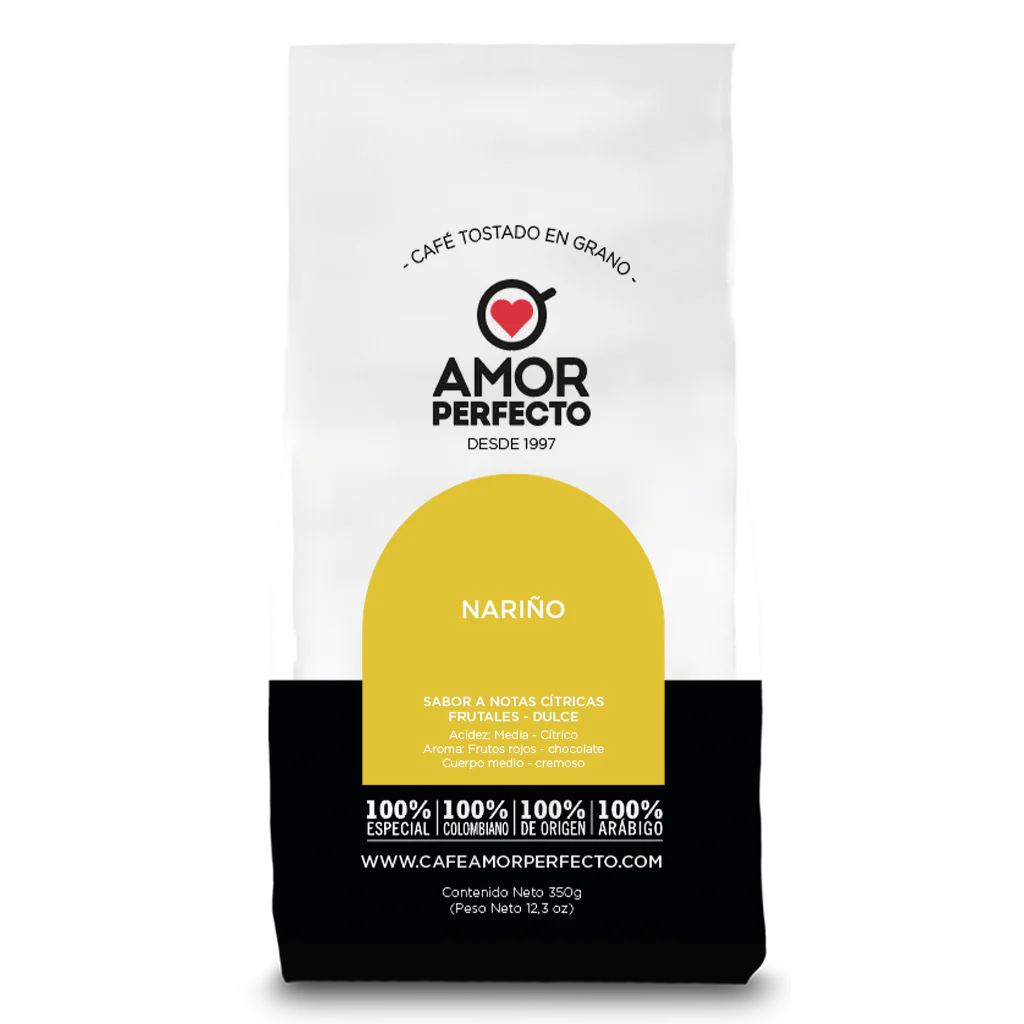 - CAFÉ TOSTADO EN GRANO -
AMOR
PERFECTO
DESDE 1997
NARIÑO
SABOR A NOTAS CÍTRICAS
FRUTALES - DULCE
Acidez: Media - Cítrico
Aroma: Frutos rojos - chocolate
Cuerpo medio - cremoso
100% ESPECIAL | 100% COLOMBIANO | 100% DE ORIGEN | 100% ARÁBIGO
WWW.CAFEAMORPERFECTO.COM
Contenido Neto 350g
(Peso Neto 12,3 oz)